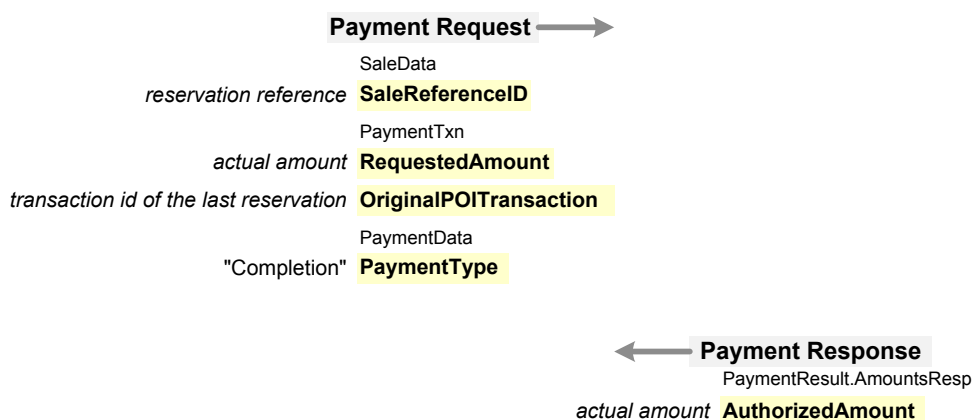 Payment Request
SaleData
reservation reference SaleReferenceID
PaymentTxn
actual amount RequestedAmount
transaction id of the last reservation OriginalPOITransaction
PaymentData
"Completion" PaymentType
Payment Response
PaymentResult.AmountsResp
actual amount AuthorizedAmount